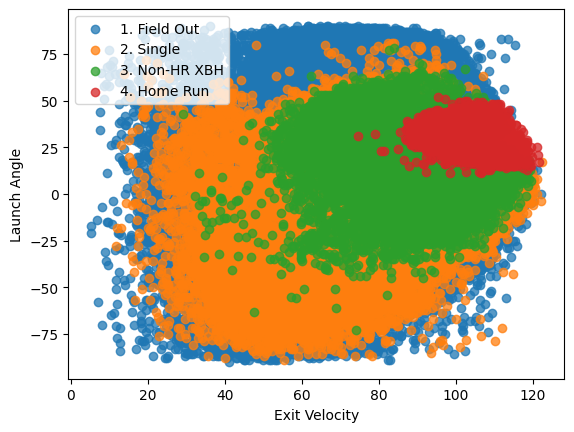 1. Field Out
2. Single
3. Non-HR XBH
4. Home Run
75
50
25
0
−25
−50
−75
Launch Angle
0
20
40
60
80
100
120
Exit Velocity